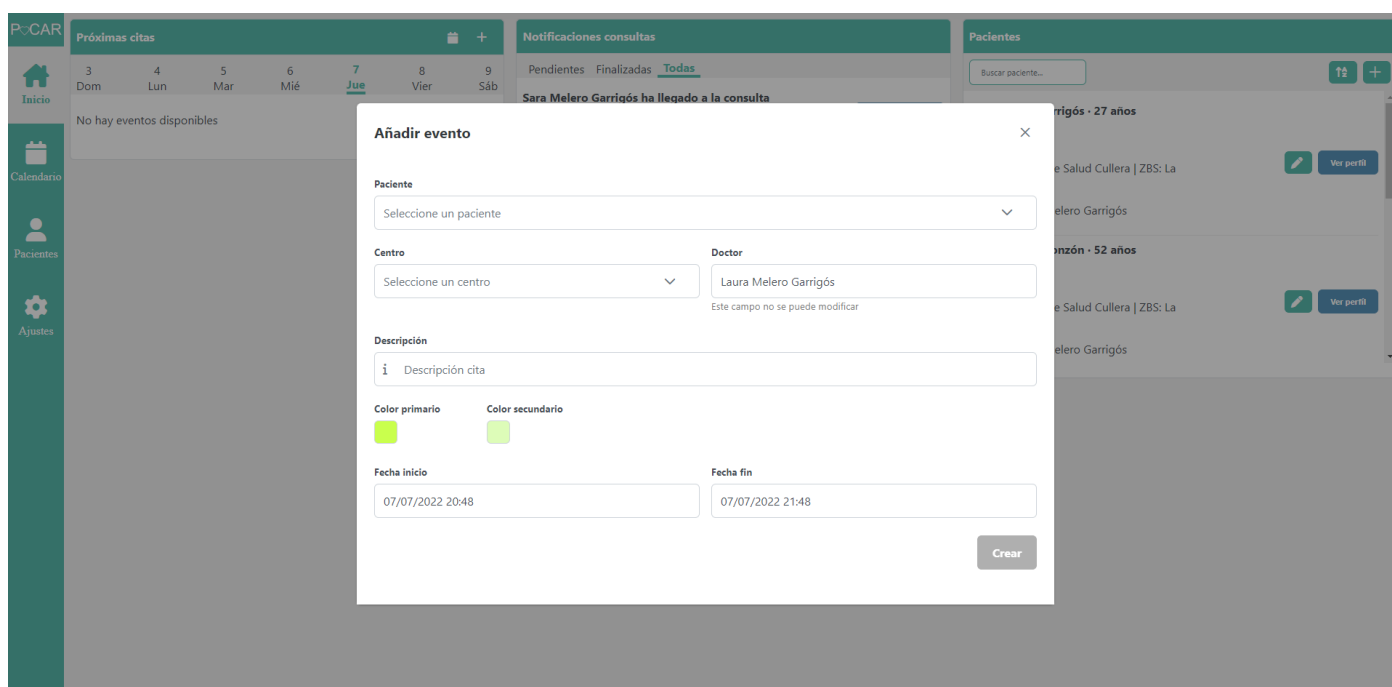 P♡CAR
Inicio
Calendario
Pacientes
Ajustes
Próximas citas
3 4 5 6 7 8 9
Dom Lun Mar Mié Jue Vier Sáb
No hay eventos disponibles
Notificaciones consultas
Pendientes Finalizadas Todas
Sara Melero Garrigós ha llegado a la consulta
Pacientes
Buscar paciente...
rrigós · 27 años
e Salud Cullera | ZBS: La
Ver perfil
elero Garrigós
onzón · 52 años
e Salud Cullera | ZBS: La
Ver perfil
elero Garrigós
Añadir evento
Paciente
Seleccione un paciente
Centro Doctor
Seleccione un centro Laura Melero Garrigós
Este campo no se puede modificar
Descripción
Descripción cita
Color primario Color secundario
Fecha inicio Fecha fin
07/07/2022 20:48 07/07/2022 21:48
Crear